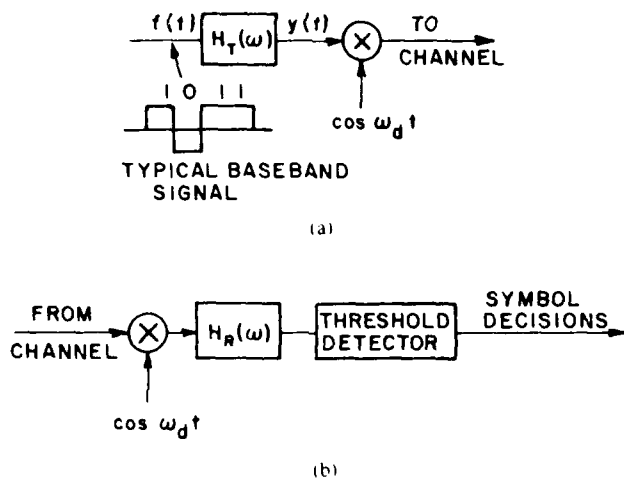 f(t) H_T(ω) y(t) TO
CHANNEL
1 0 1 1
cos ω_d t
TYPICAL BASEBAND
SIGNAL
(a)
FROM
CHANNEL
H_R(ω)
THRESHOLD
DETECTOR
SYMBOL
DECISIONS
cos ω_d t
(b)